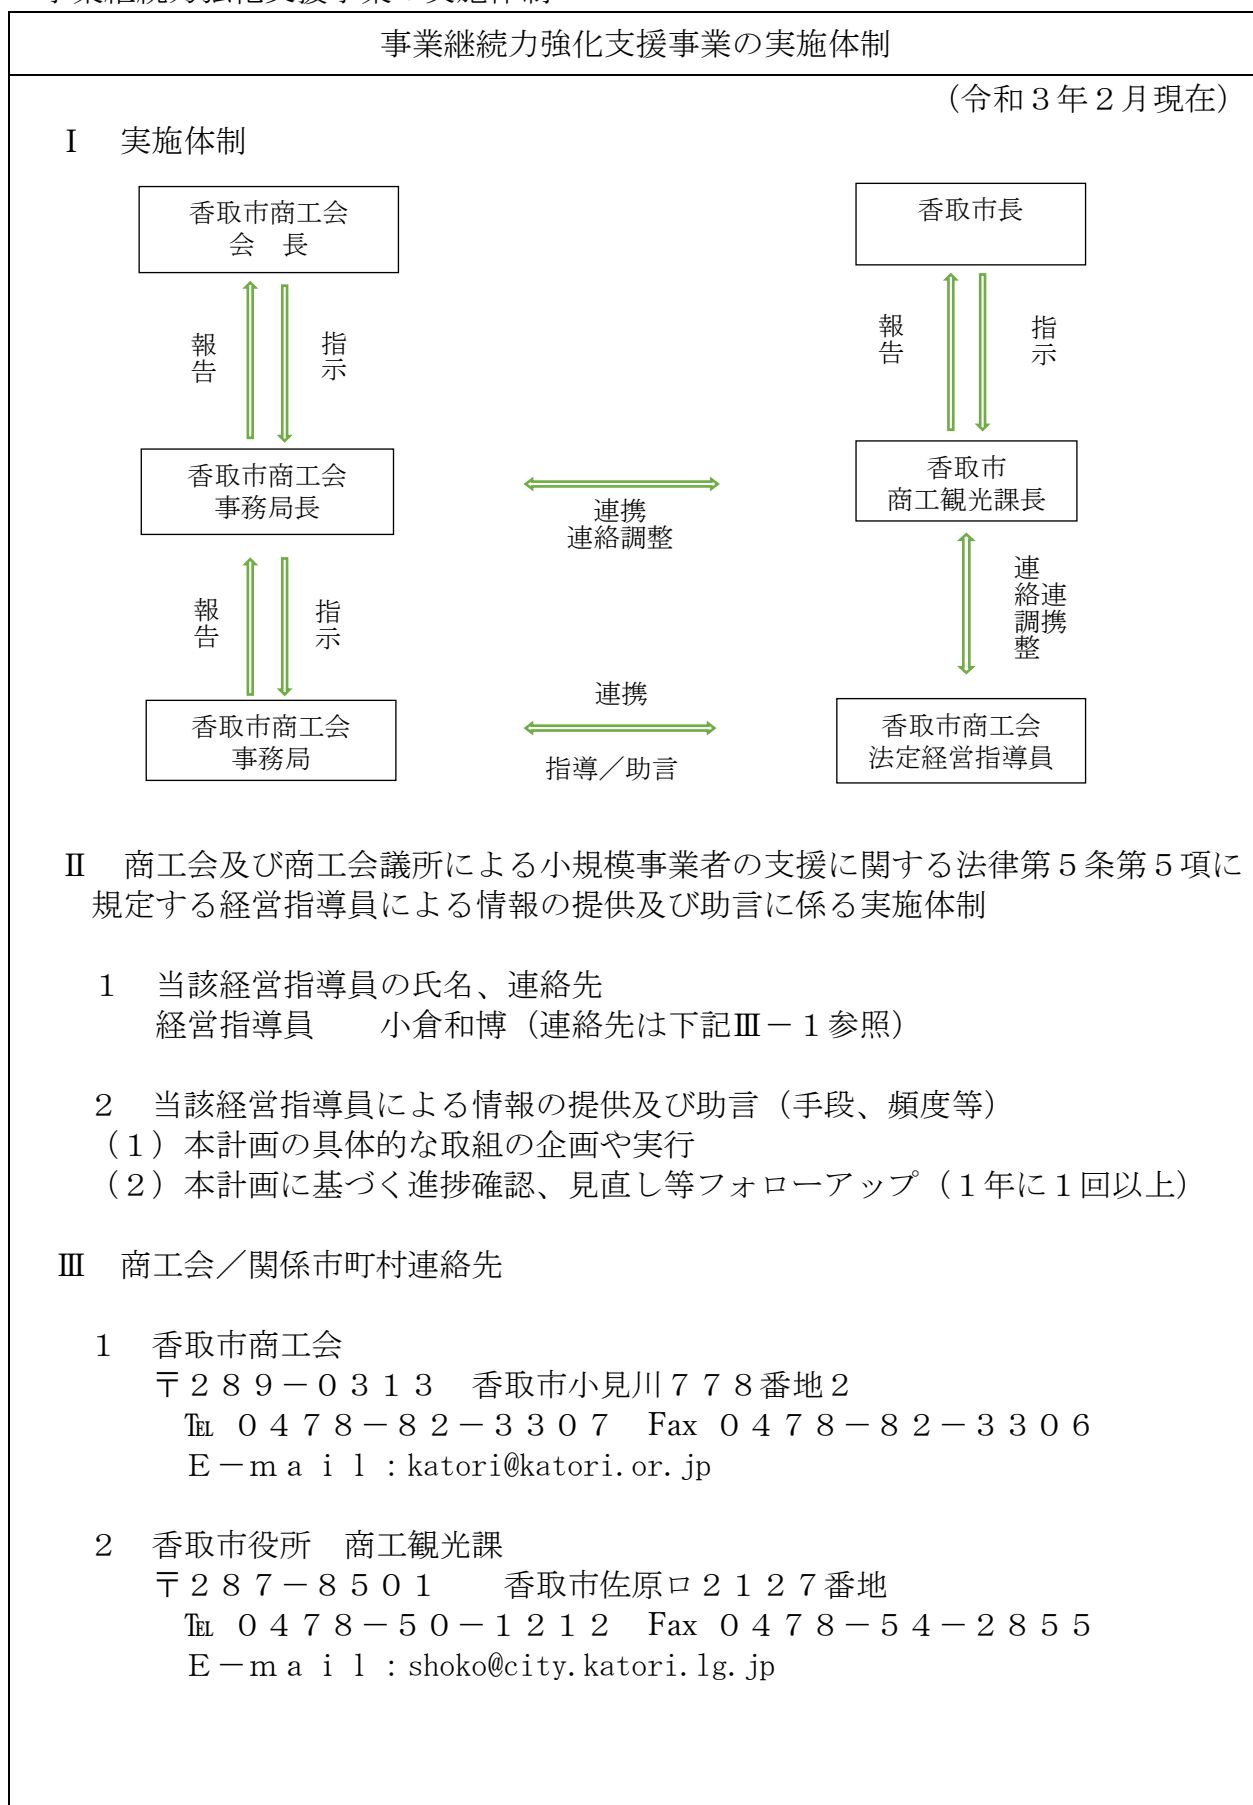 事業継続力強化支援事業の実施体制
事業継続力強化支援事業の実施体制
（令和３年２月現在）
Ⅰ　実施体制
香取市商工会
会　長
香取市長
報告
指示
報告
指示
香取市商工会
事務局長
連携
連絡調整
香取市
商工観光課長
報告
指示
連携
連絡調整
香取市商工会
事務局
連携
指導／助言
香取市商工会
法定経営指導員
Ⅱ　商工会及び商工会議所による小規模事業者の支援に関する法律第５条第５項に
規定する経営指導員による情報の提供及び助言に係る実施体制
１　当該経営指導員の氏名、連絡先
経営指導員　　小倉和博（連絡先は下記Ⅲ－１参照）
２　当該経営指導員による情報の提供及び助言（手段、頻度等）
（１）本計画の具体的な取組の企画や実行
（２）本計画に基づく進捗確認、見直し等フォローアップ（１年に１回以上）
Ⅲ　商工会／関係市町村連絡先
１　香取市商工会
〒２８９－０３１３　香取市小見川７７８番地２
℡ ０４７８－８２－３３０７　Fax ０４７８－８２－３３０６
Ｅ－ｍａｉｌ：katori@katori.or.jp
２　香取市役所　商工観光課
〒２８７－８５０１　　香取市佐原ロ２１２７番地
℡ ０４７８－５０－１２１２　Fax ０４７８－５４－２８５５
Ｅ－ｍａｉｌ：shoko@city.katori.lg.jp